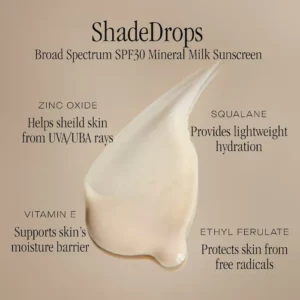 ShadeDrops
Broad Spectrum SPF30 Mineral Milk Sunscreen
ZINC OXIDE
Helps sheild skin
from UVA/UBA rays
SQUALANE
Provides lightweight
hydration
VITAMIN E
Supports skin's
moisture barrier
ETHYL FERULATE
Protects skin from
free radicals